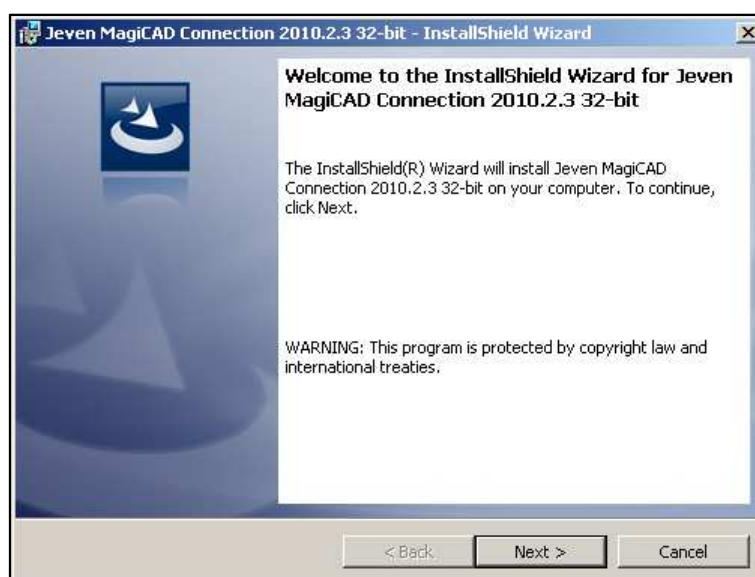 Jeven MagiCAD Connection 2010.2.3 32-bit - InstallShield Wizard
Welcome to the InstallShield Wizard for Jeven
MagiCAD Connection 2010.2.3 32-bit
The InstallShield(R) Wizard will install Jeven MagiCAD
Connection 2010.2.3 32-bit on your computer. To continue,
click Next.
WARNING: This program is protected by copyright law and
international treaties.
< Back
Next >
Cancel